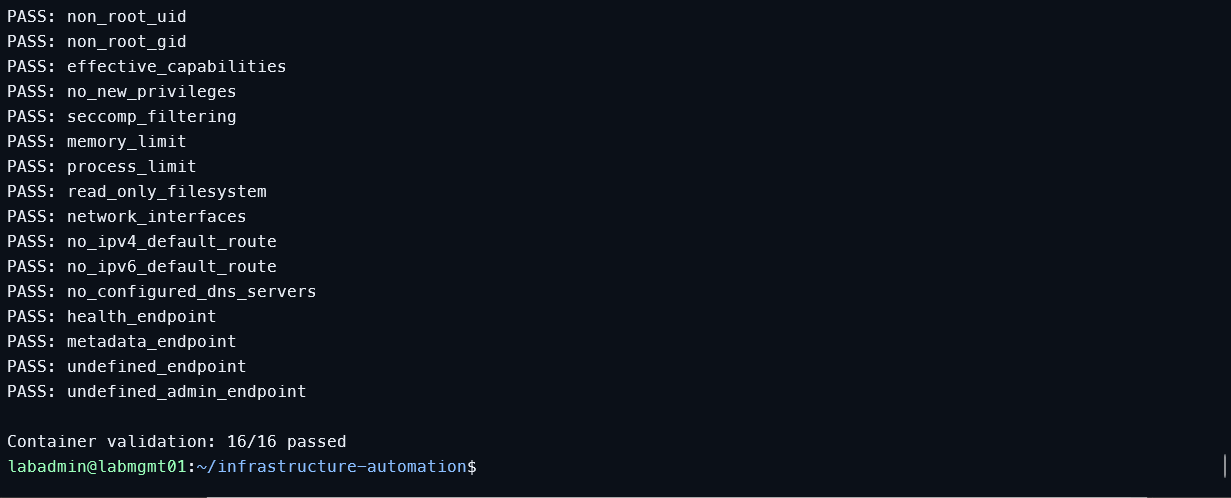 PASS: non_root_uid
PASS: non_root_gid
PASS: effective_capabilities
PASS: no_new_privileges
PASS: seccomp_filtering
PASS: memory_limit
PASS: process_limit
PASS: read_only_filesystem
PASS: network_interfaces
PASS: no_ipv4_default_route
PASS: no_ipv6_default_route
PASS: no_configured_dns_servers
PASS: health_endpoint
PASS: metadata_endpoint
PASS: undefined_endpoint
PASS: undefined_admin_endpoint
Container validation: 16/16 passed
labadmin@labmgmt01:~/infrastructure-automation$